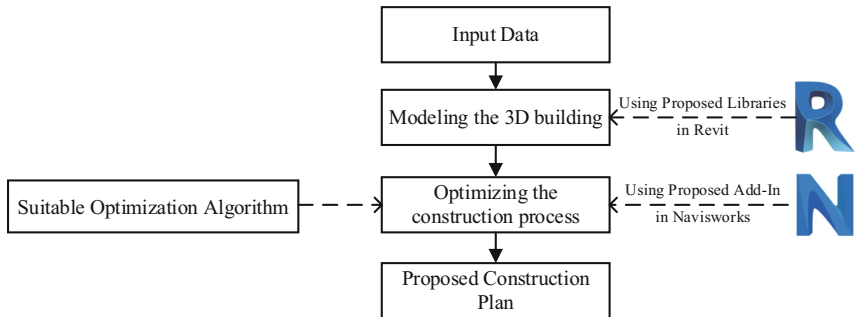 Input Data
Modeling the 3D building
Using Proposed Libraries
in Revit
R
Suitable Optimization Algorithm
Optimizing the
construction process
Using Proposed Add-In
in Navisworks
N
Proposed Construction
Plan